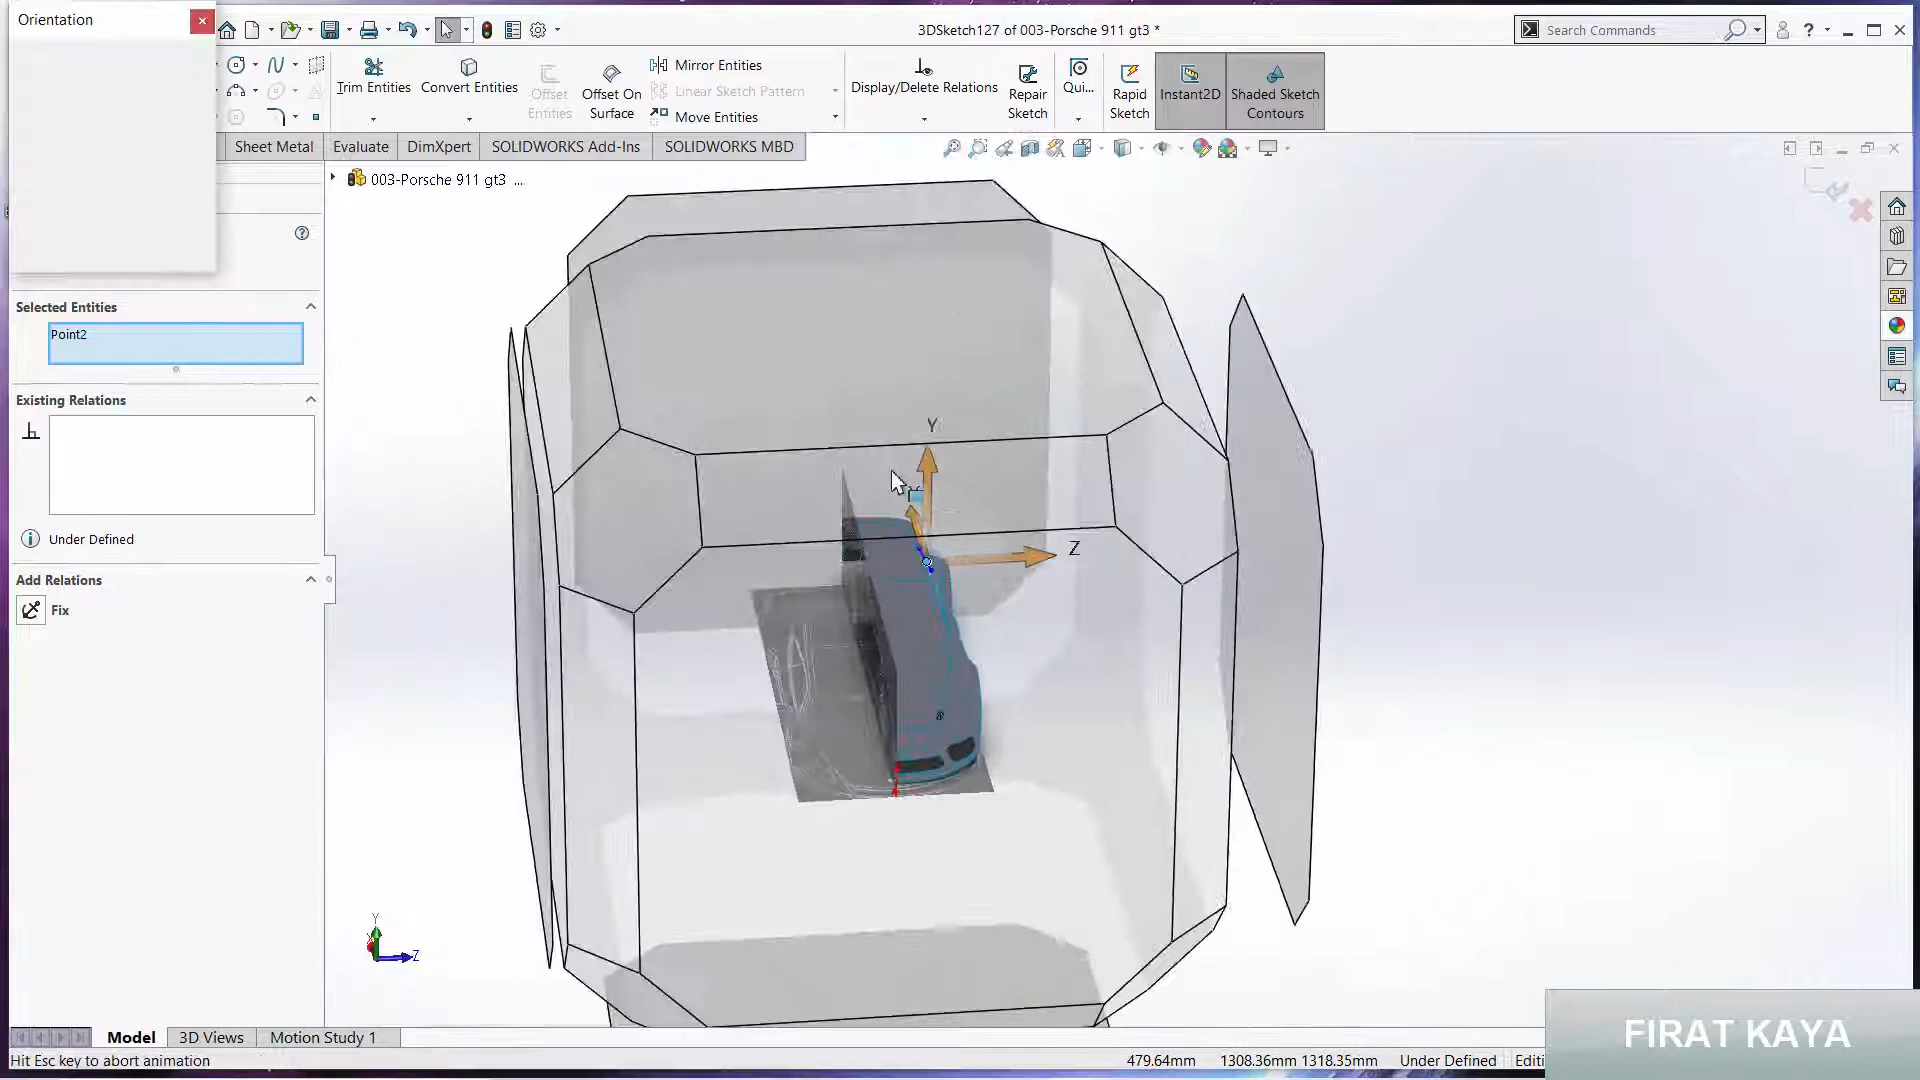 Orientation
3DSketch127 of 003-Porsche 911 gt3 *
Search Commands
Trim Entities
Convert Entities
Offset Entities
Offset On Surface
Mirror Entities
Linear Sketch Pattern
Move Entities
Display/Delete Relations
Repair Sketch
Qui...
Rapid Sketch
Instant2D
Shaded Sketch Contours
Sheet Metal
Evaluate
DimXpert
SOLIDWORKS Add-Ins
SOLIDWORKS MBD
003-Porsche 911 gt3 ...
Selected Entities
Point2
Existing Relations
Under Defined
Add Relations
Fix
Y
Z
Y
Z
Model
3D Views
Motion Study 1
Hit Esc key to abort animation
479.64mm
1308.36mm 1318.35mm
Under Defined
Editi
FIRAT KAYA